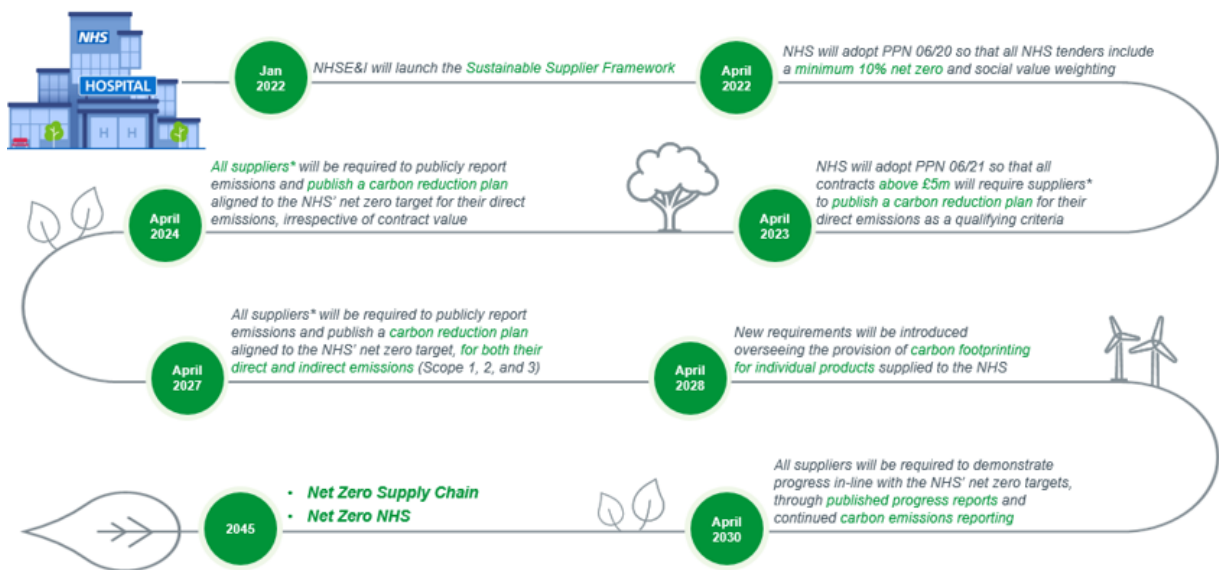 NHS
HOSPITAL
H H
Jan
2022
NHSE&I will launch the Sustainable Supplier Framework
April
2022
NHS will adopt PPN 06/20 so that all NHS tenders include
a minimum 10% net zero and social value weighting
April
2023
NHS will adopt PPN 06/21 so that all
contracts above £5m will require suppliers*
to publish a carbon reduction plan for their
direct emissions as a qualifying criteria
April
2024
All suppliers* will be required to publicly report
emissions and publish a carbon reduction plan
aligned to the NHS' net zero target for their direct
emissions, irrespective of contract value
April
2027
All suppliers* will be required to publicly report
emissions and publish a carbon reduction plan
aligned to the NHS' net zero target, for both their
direct and indirect emissions (Scope 1, 2, and 3)
April
2028
New requirements will be introduced
overseeing the provision of carbon footprinting
for individual products supplied to the NHS
April
2030
All suppliers will be required to demonstrate
progress in-line with the NHS' net zero targets,
through published progress reports and
continued carbon emissions reporting
2045
• Net Zero Supply Chain
• Net Zero NHS